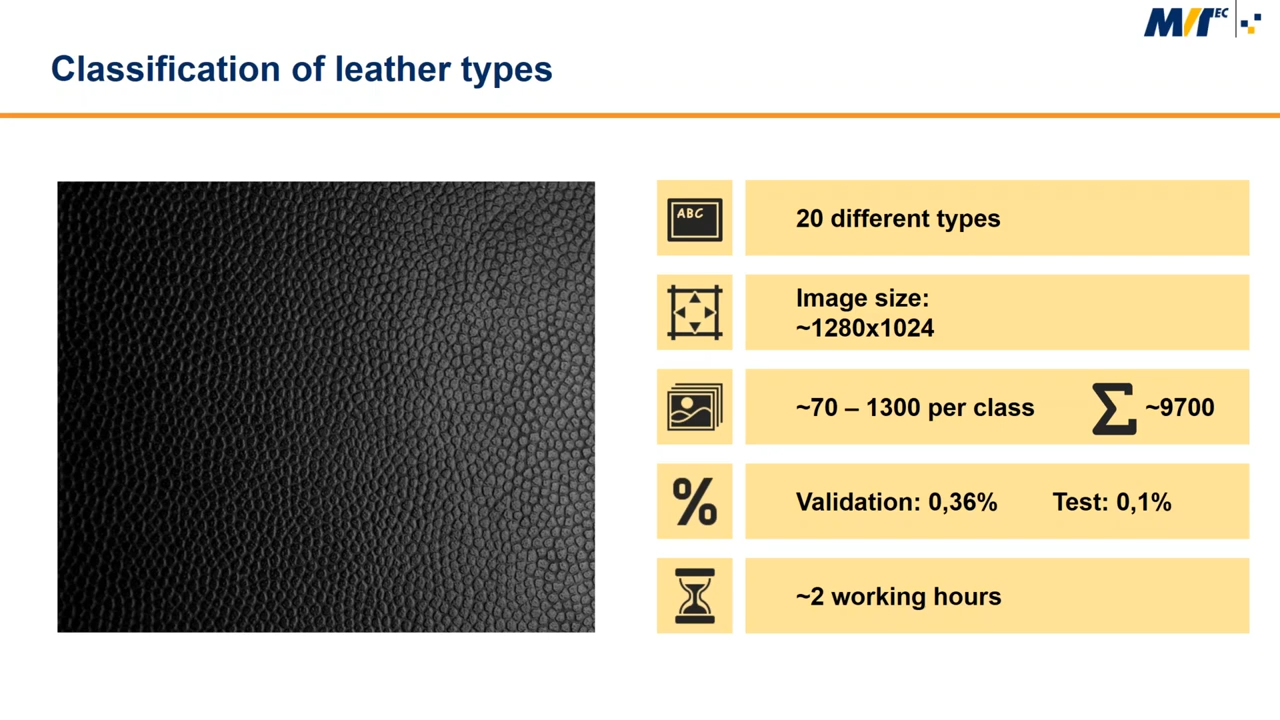 MVTEC
Classification of leather types
ABC
20 different types
Image size:
~1280x1024
~70 – 1300 per class Σ ~9700
% Validation: 0,36% Test: 0,1%
~2 working hours